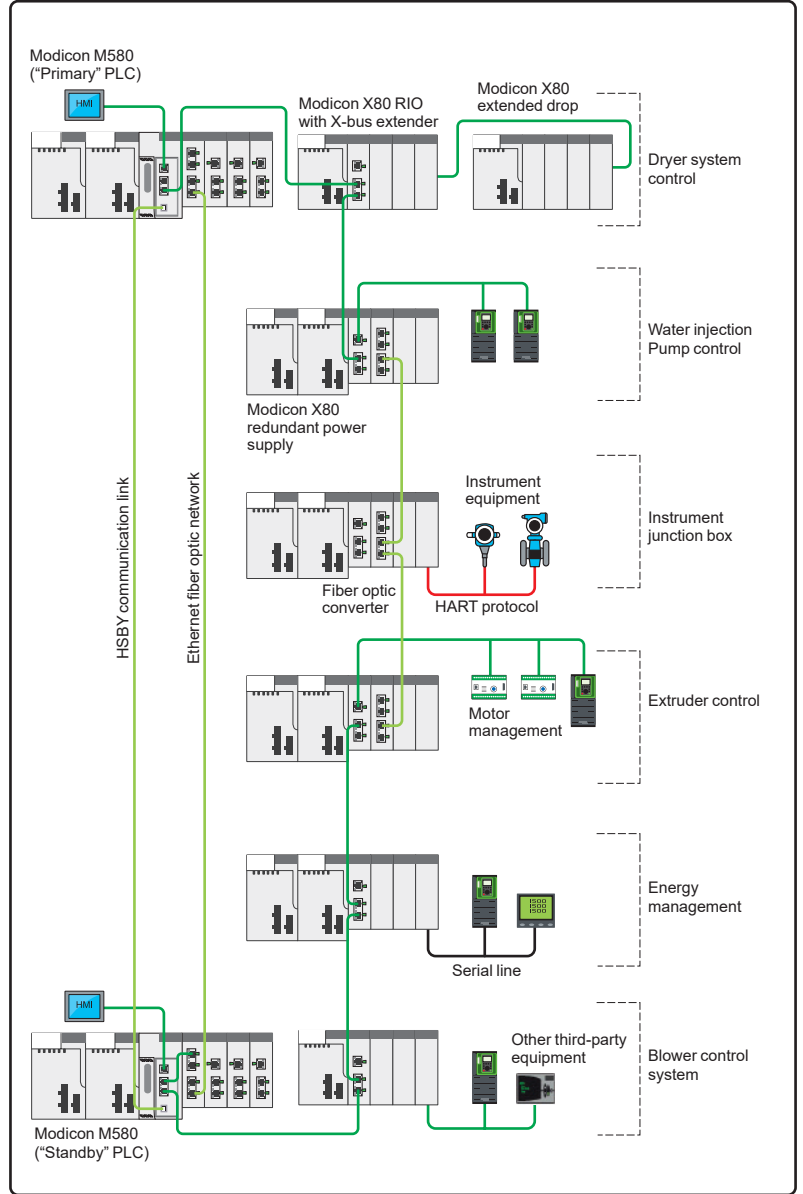 Modicon M580
(“Primary” PLC)
HMI
Modicon X80 RIO
with X-bus extender
Modicon X80
extended drop
Dryer system
control
Water injection
Pump control
Modicon X80
redundant power
supply
HSBY communication link
Ethernet fiber optic network
Instrument
equipment
Instrument
junction box
Fiber optic
converter
HART protocol
Motor
management
Extruder control
Energy
management
1500
1500
1500
Serial line
HMI
Other third-party
equipment
Blower control
system
Modicon M580
(“Standby” PLC)